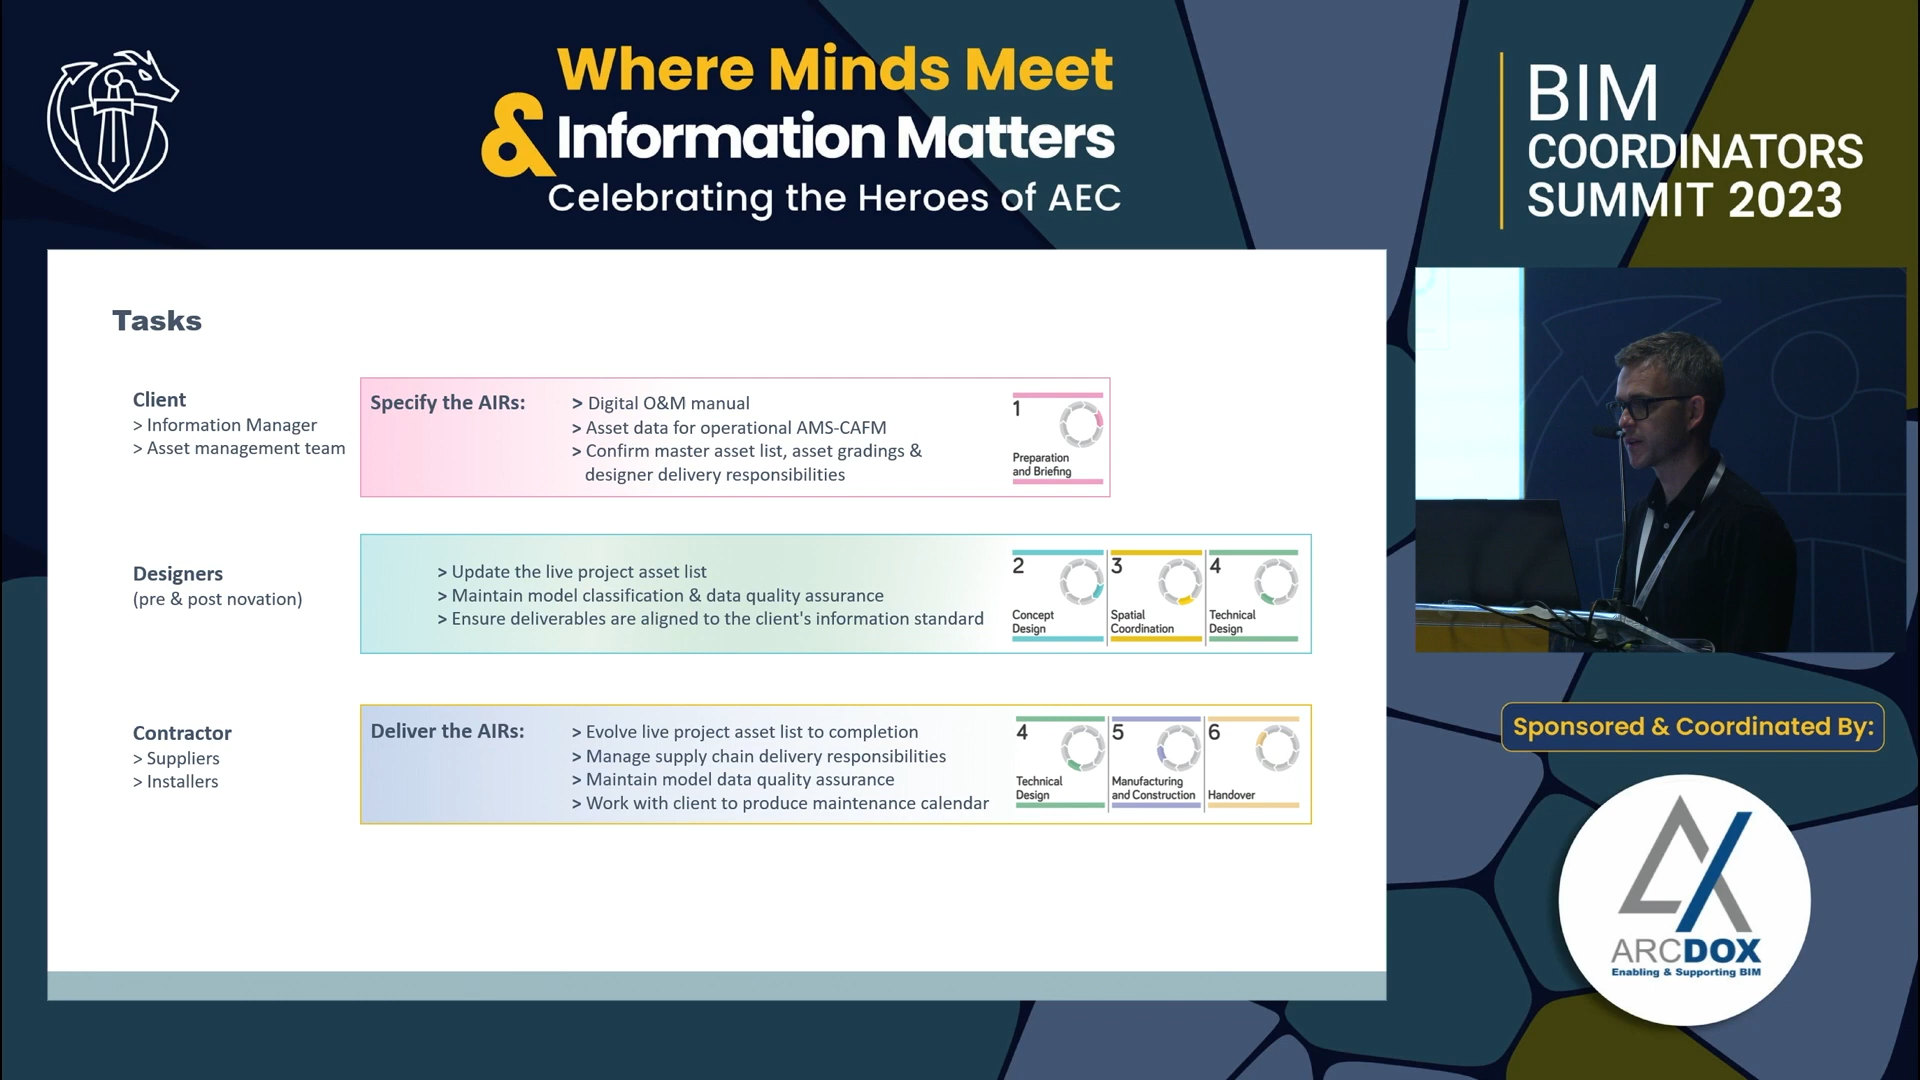 Where Minds Meet
& Information Matters
Celebrating the Heroes of AEC
BIM
COORDINATORS
SUMMIT 2023
Tasks
Client
> Information Manager
> Asset management team
Specify the AIRs:
> Digital O&M manual
> Asset data for operational AMS-CAFM
> Confirm master asset list, asset gradings &
designer delivery responsibilities
1
Preparation
and Briefing
Designers
(pre & post novation)
> Update the live project asset list
> Maintain model classification & data quality assurance
> Ensure deliverables are aligned to the client's information standard
2
Concept
Design
3
Spatial
Coordination
4
Technical
Design
Contractor
> Suppliers
> Installers
Deliver the AIRs:
> Evolve live project asset list to completion
> Manage supply chain delivery responsibilities
> Maintain model data quality assurance
> Work with client to produce maintenance calendar
4
Technical
Design
5
Manufacturing
and Construction
6
Handover
Sponsored & Coordinated By:
ARCDOX
Enabling & Supporting BIM